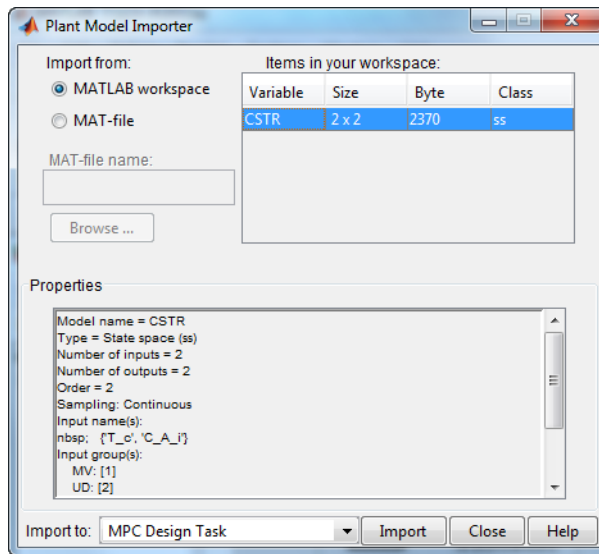 Plant Model Importer
Import from:
Items in your workspace:
MATLAB workspace
MAT-file
Variable Size Byte Class
CSTR 2 x 2 2370 ss
MAT-file name:
Browse ...
Properties
Model name = CSTR
Type = State space (ss)
Number of inputs = 2
Number of outputs = 2
Order = 2
Sampling: Continuous
Input name(s):
nbsp; {'T_c', 'C_A_i'}
Input group(s):
MV: [1]
UD: [2]
Import to: MPC Design Task Import Close Help